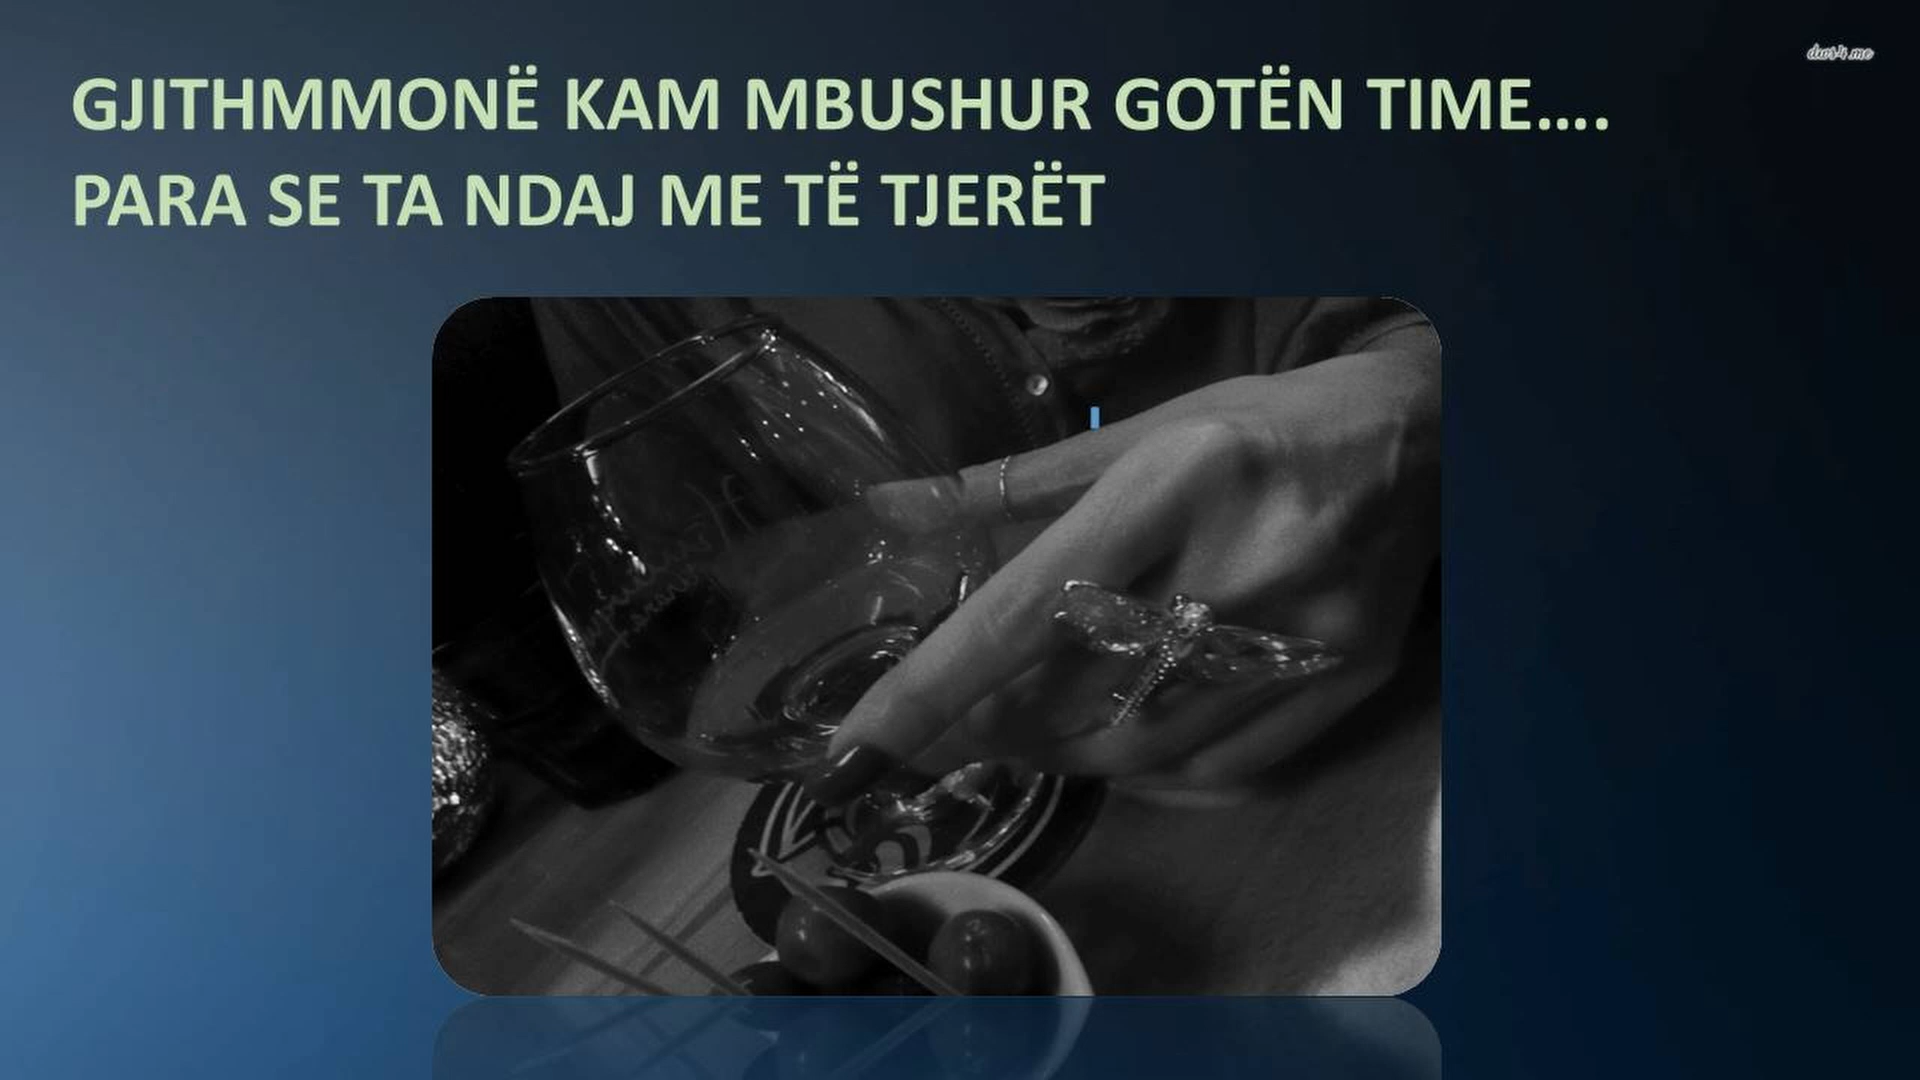 GJITHMMONË KAM MBUSHUR GOTËN TIME....
PARA SE TA NDAJ ME TË TJERËT